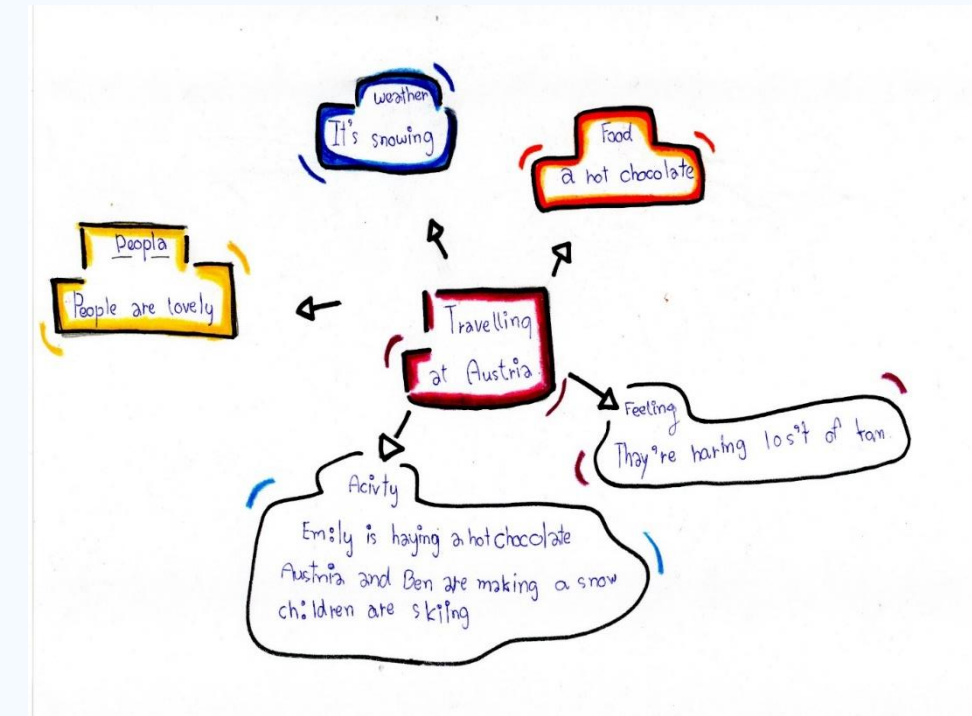 weather
It's snowing
Food
a hot chocolate
Peopla
People are lovely
Travelling
at Austria
Feeling
Thay're haring los't of tan.
Acivty
Emily is haying a hot chocolate
Austria and Ben are making a snow
children are skiing